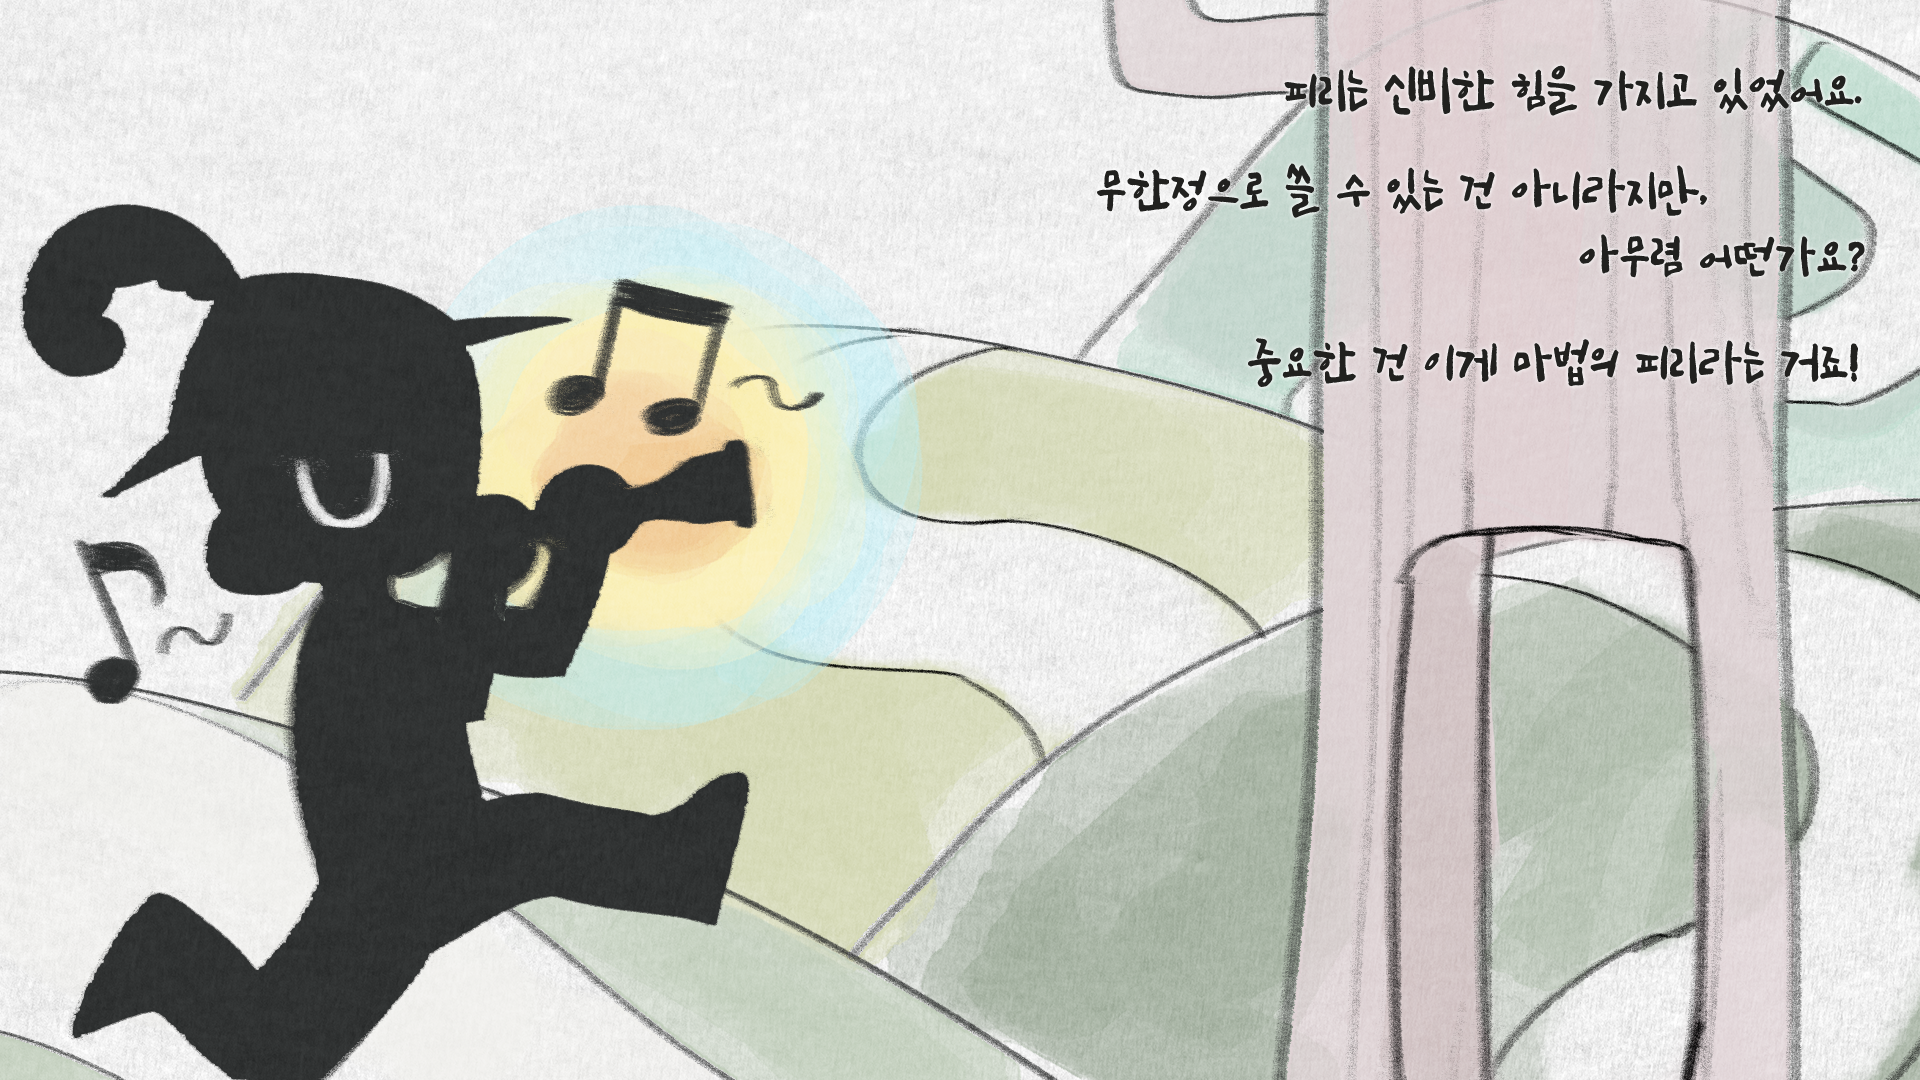 피리는 신비한 힘을 가지고 있었어요.
무한정으로 쓸 수 있는 건 아니라지만,
아무렴 어떤가요?
중요한 건 이게 마법의 피리라는 거죠!